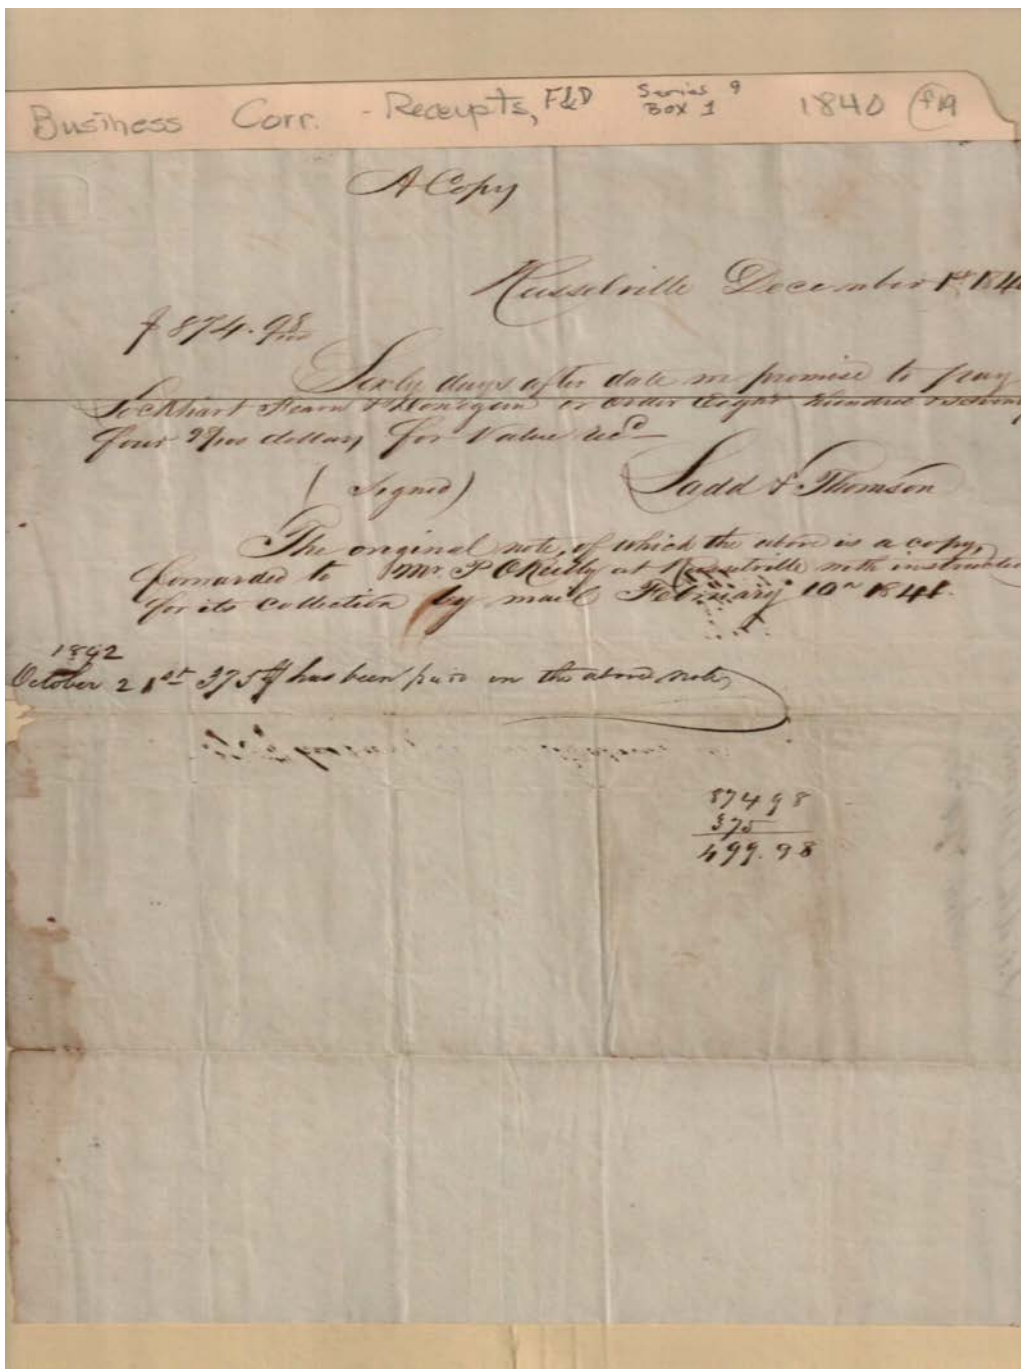 Business Corr. - Receipts, F&D Series 9 Box 1 1840 f19
A Copy
Russelville December 1st 184
$ 874. 98/100
Sixty days after date we promise to pay
Lockhart Fearn & Donegan or order Eight hundred & seventy
four 98/100 dollars for Value Recd
(Signed) Ladd & Thomson
The original note, of which the above is a copy,
forwarded to Mr. P OReilly at Russelville with instructio
for its collection by mail February 10th 1841.
1842
October 21st 375$ has been paid on the above note
874 98
375
499.98